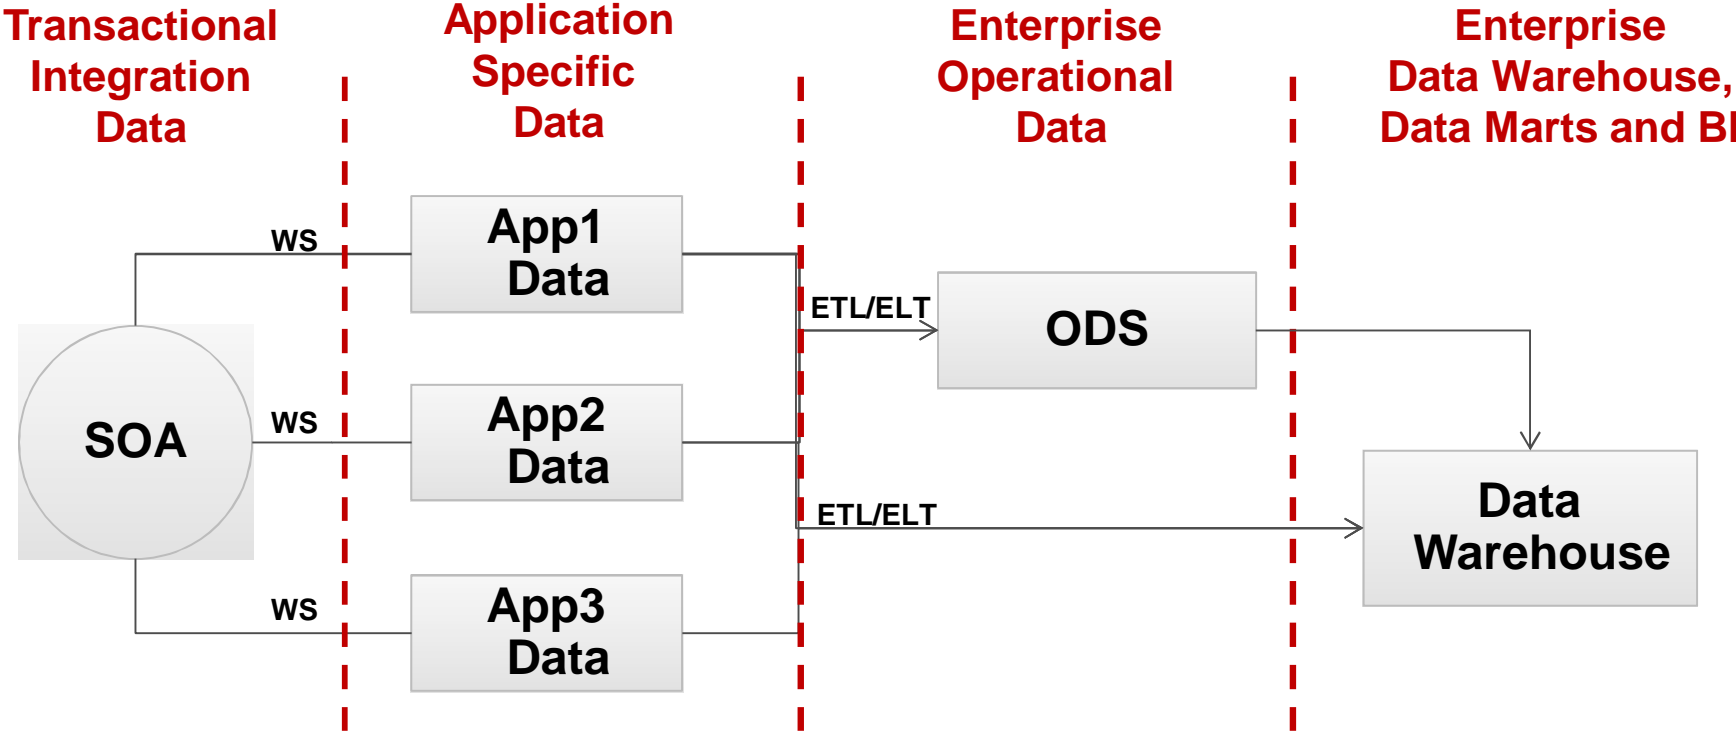 Transactional
Integration
Data
Application
Specific
Data
Enterprise
Operational
Data
Enterprise
Data Warehouse,
Data Marts and BI
WS
App1
Data
ETL/ELT
ODS
SOA
WS
App2
Data
ETL/ELT
Data
Warehouse
WS
App3
Data